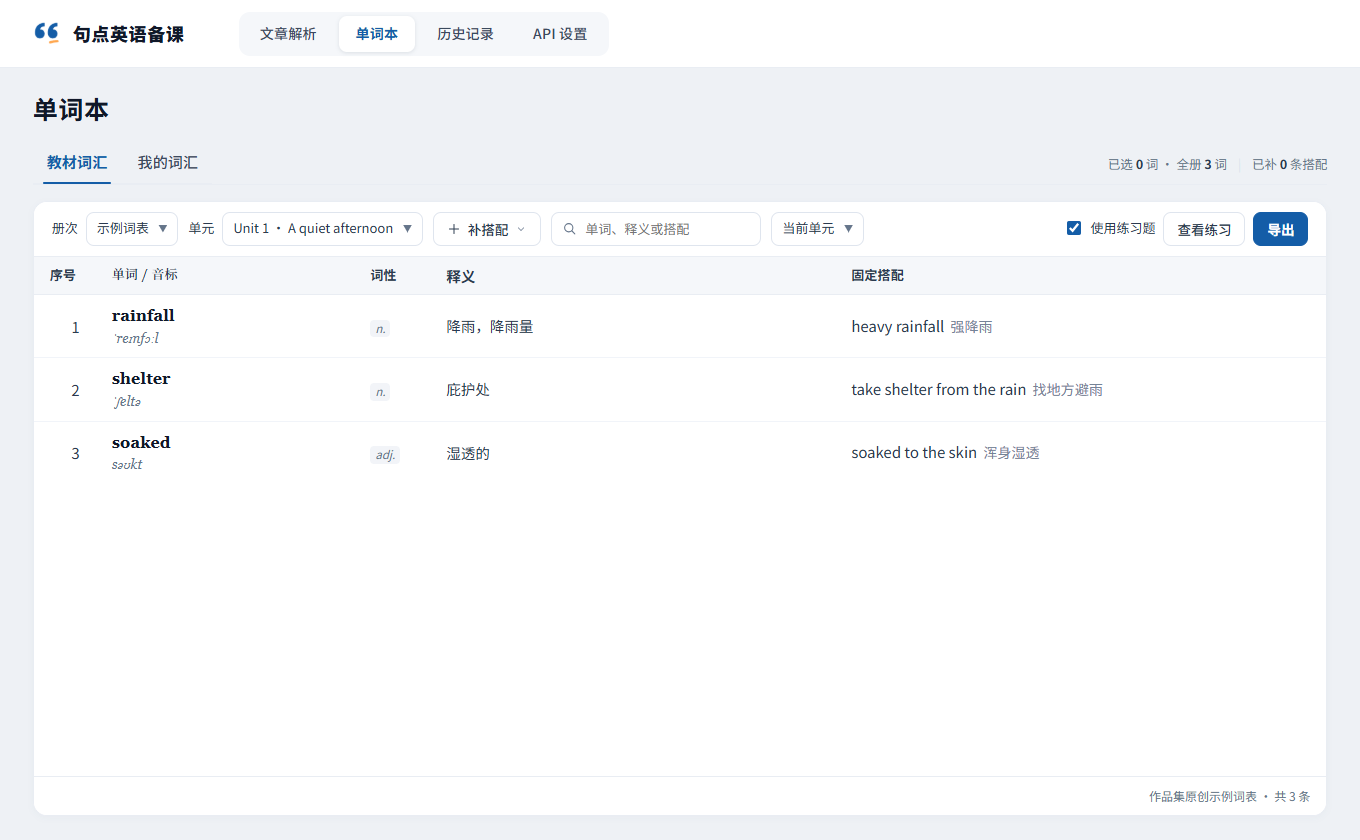 句点英语备课
文章解析 单词本 历史记录 API 设置
单词本
教材词汇 我的词汇 已选 0 词 · 全册 3 词 已补 0 条搭配
册次 示例词表 单元 Unit 1 · A quiet afternoon 补搭配 单词、释义或搭配 当前单元 使用练习题 查看练习 导出
序号 单词 / 音标 词性 释义 固定搭配
1 rainfall n. 降雨，降雨量 heavy rainfall 强降雨
ˈreɪnfɔːl
2 shelter n. 庇护处 take shelter from the rain 找地方避雨
ˈʃeltə
3 soaked adj. 湿透的 soaked to the skin 浑身湿透
səʊkt
作品集原创示例词表 · 共 3 条